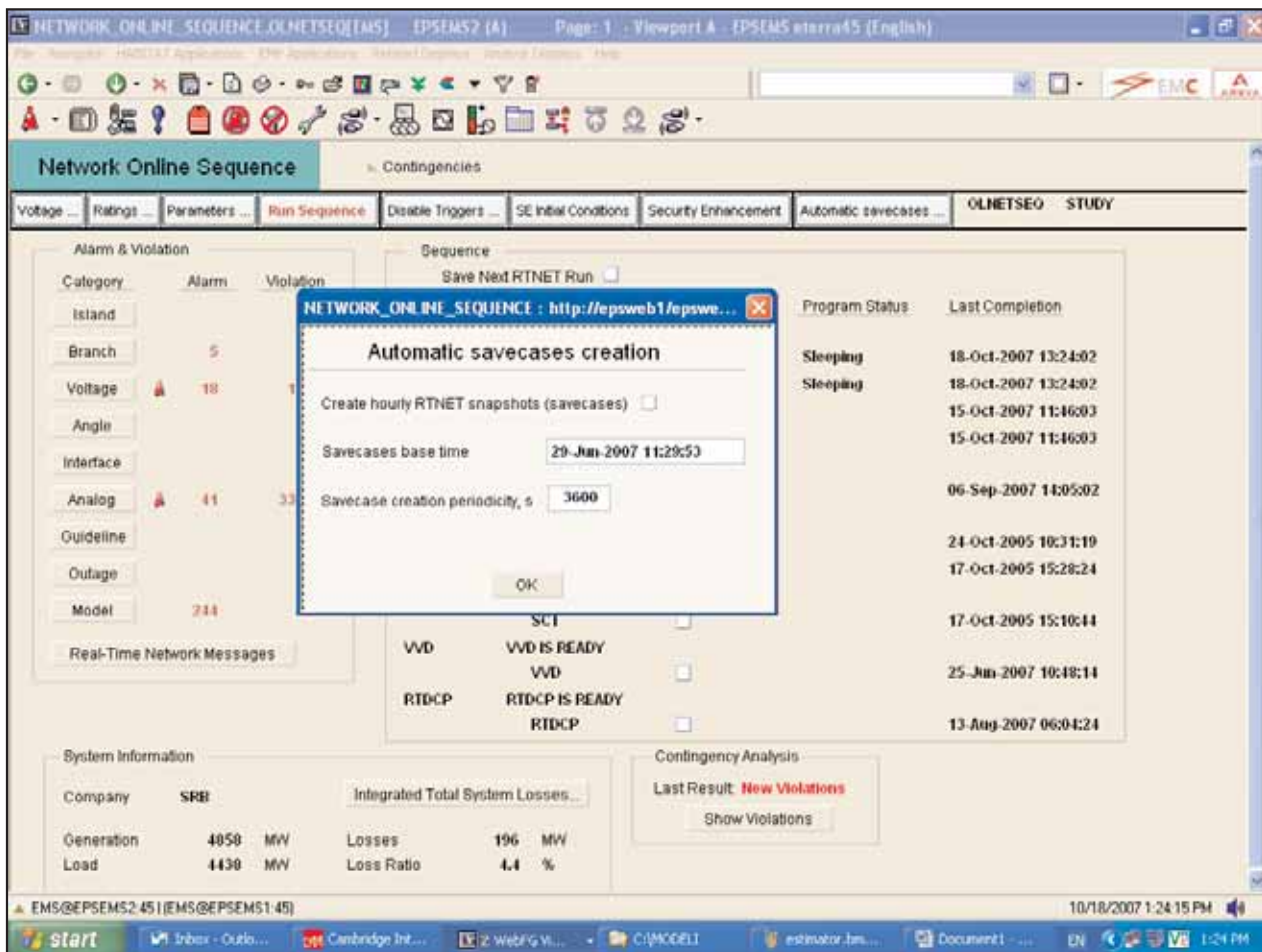 NETWORK_ONLINE_SEQUENCE,OLNETSEQ[EMS] EPSEMS2 (A) Page: 1 - Viewport A - EPSEMS eterra45 (English)
EMC
AREVA
Network Online Sequence
Contingencies
Voltage ... Ratings ... Parameters ... Run Sequence Disable Triggers ... SE Initial Conditions Security Enhancement Automatic savecases ... OLNETSEQ STUDY
Alarm & Violation
Sequence
Save Next RTNET Run
Category Alarm Violation
Program Status Last Completion
Island
Branch 5
Sleeping 18-Oct-2007 13:24:02
Voltage 18 1
Sleeping 18-Oct-2007 13:24:02
15-Oct-2007 11:46:03
Angle
15-Oct-2007 11:46:03
Interface
Analog 41 33
06-Sep-2007 14:05:02
Guideline
24-Oct-2005 10:31:19
Outage
17-Oct-2005 15:28:24
Model 244
SCT 17-Oct-2005 15:10:44
Real-Time Network Messages
VVD VVD IS READY
VVD 25-Jun-2007 10:48:14
RTDCP RTDCP IS READY
RTDCP 13-Aug-2007 06:04:24
NETWORK_ONLINE_SEQUENCE : http://epsweb1/epswe...
Automatic savecases creation
Create hourly RTNET snapshots (savecases)
Savecases base time 29-Jun-2007 11:29:53
Savecase creation periodicity, s 3600
OK
System Information
Company SRB
Integrated Total System Losses...
Generation 4858 MW Losses 196 MW
Load 4438 MW Loss Ratio 4.4 %
Contingency Analysis
Last Result New Violations
Show Violations
EMS@EPSEMS2:45 | (EMS@EPSEMS1:45)
10/18/2007 1:24:15 PM
start Inbox - Outlo... Cambridge Int... 2 WebFG Vi... C:\MODELI estimator.bm... Document1 - ... EN 1:24 PM